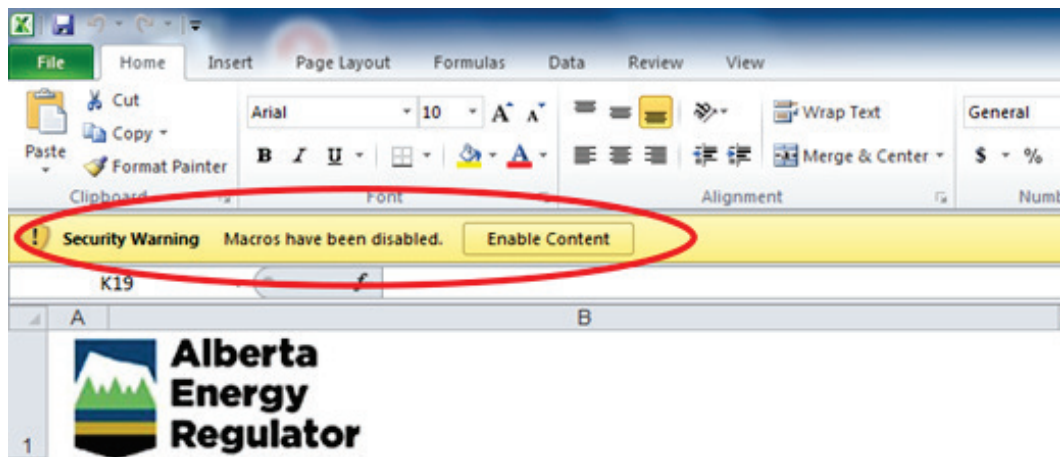 File Home Insert Page Layout Formulas Data Review View
Cut Arial 10 A A Wrap Text General
Copy
Paste Format Painter B I U A Merge & Center $ %
Clipboard Font Alignment
! Security Warning Macros have been disabled. Enable Content
K19 f
A B
Alberta
Energy
1 Regulator